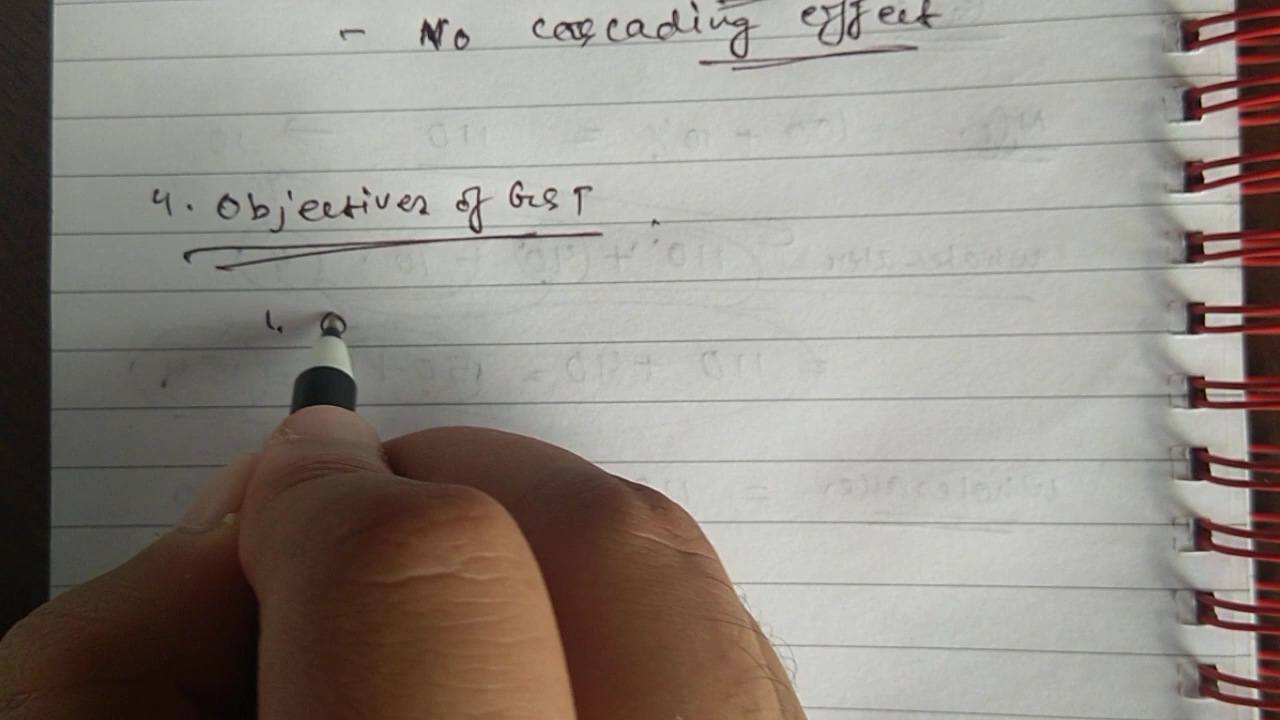 - No cascading effect
4. Objectives of GST
1. O